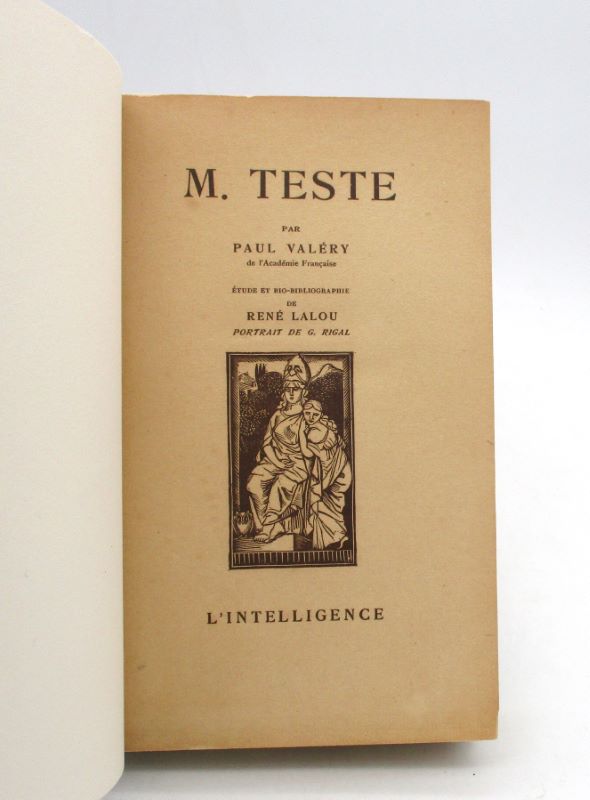 M. TESTE
PAR
PAUL VALÉRY
de l'Académie Française
ÉTUDE ET BIO-BIBLIOGRAPHIE
DE
RENÉ LALOU
PORTRAIT DE G. RIGAL
L'INTELLIGENCE